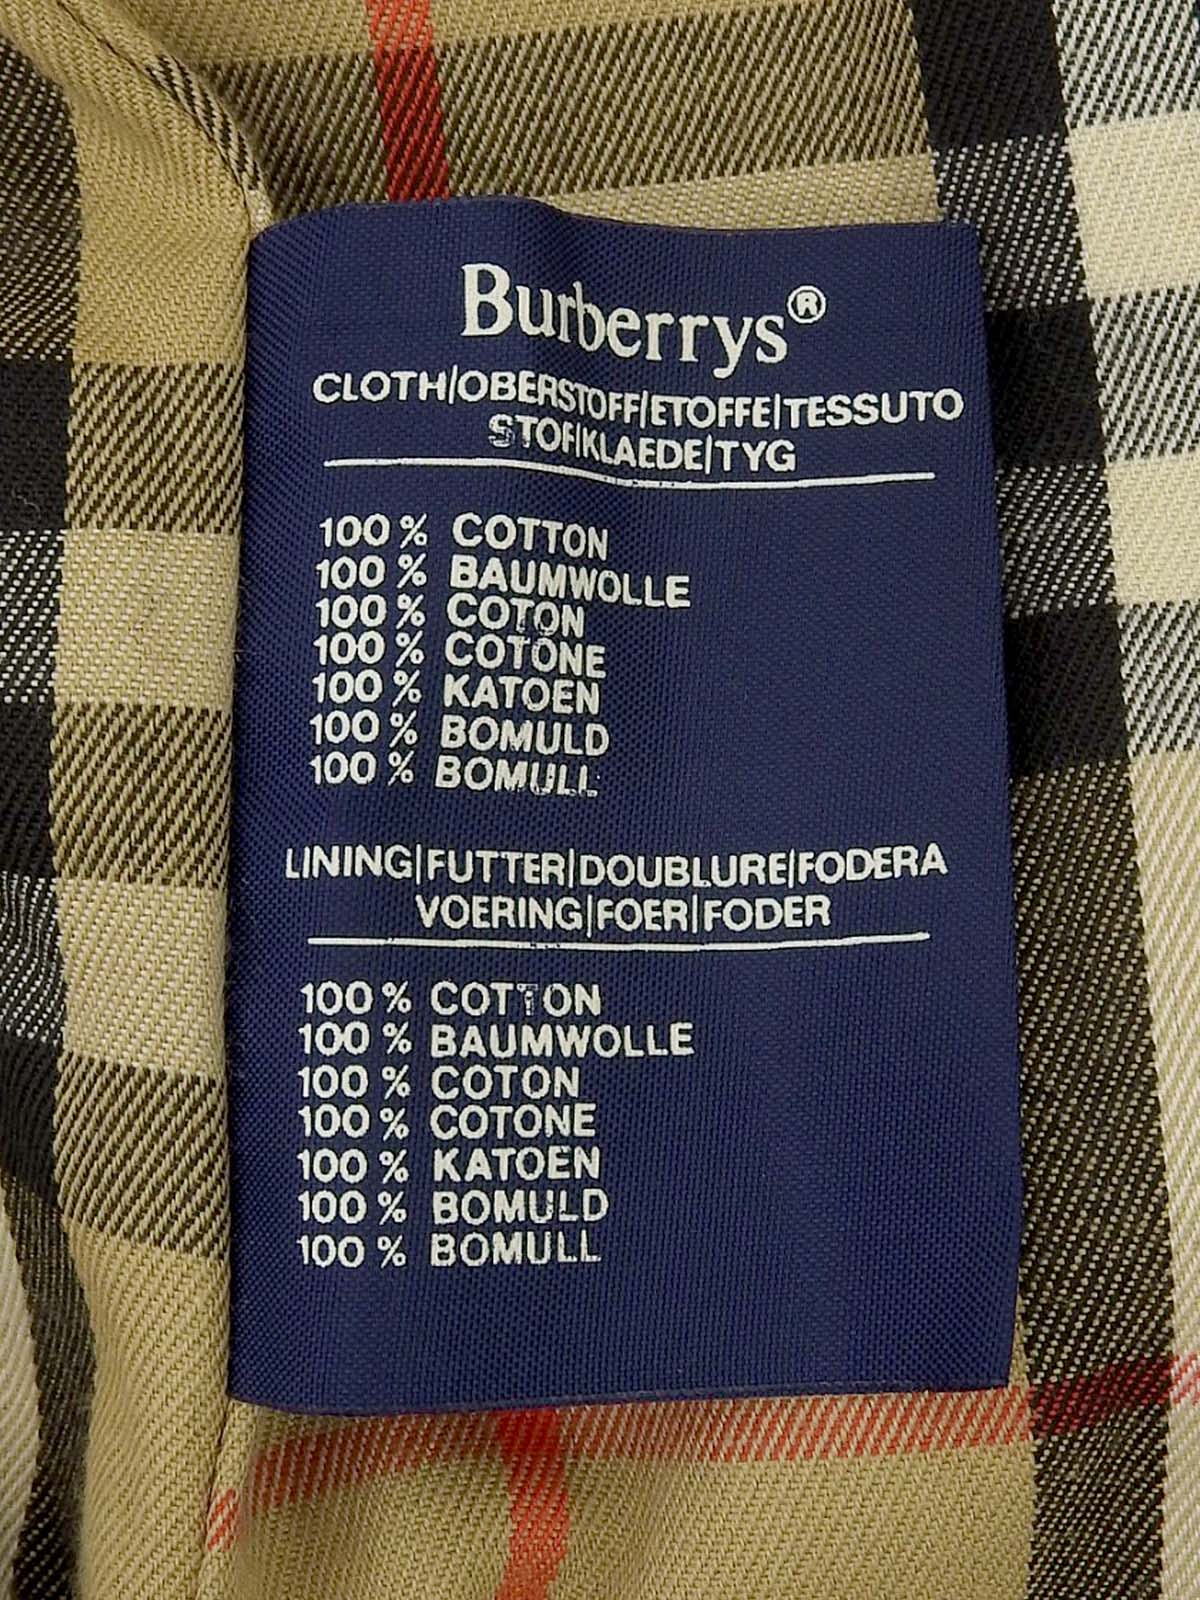 Burberrys®
CLOTH|OBERSTOFF|ETOFFE|TESSUTO
STOF|KLAEDE|TYG
100 % COTTON
100 % BAUMWOLLE
100 % COTON
100 % COTONE
100 % KATOEN
100 % BOMULD
100 % BOMULL
LINING|FUTTER|DOUBLURE|FODERA
VOERING|FOER|FODER
100 % COTTON
100 % BAUMWOLLE
100 % COTON
100 % COTONE
100 % KATOEN
100 % BOMULD
100 % BOMULL